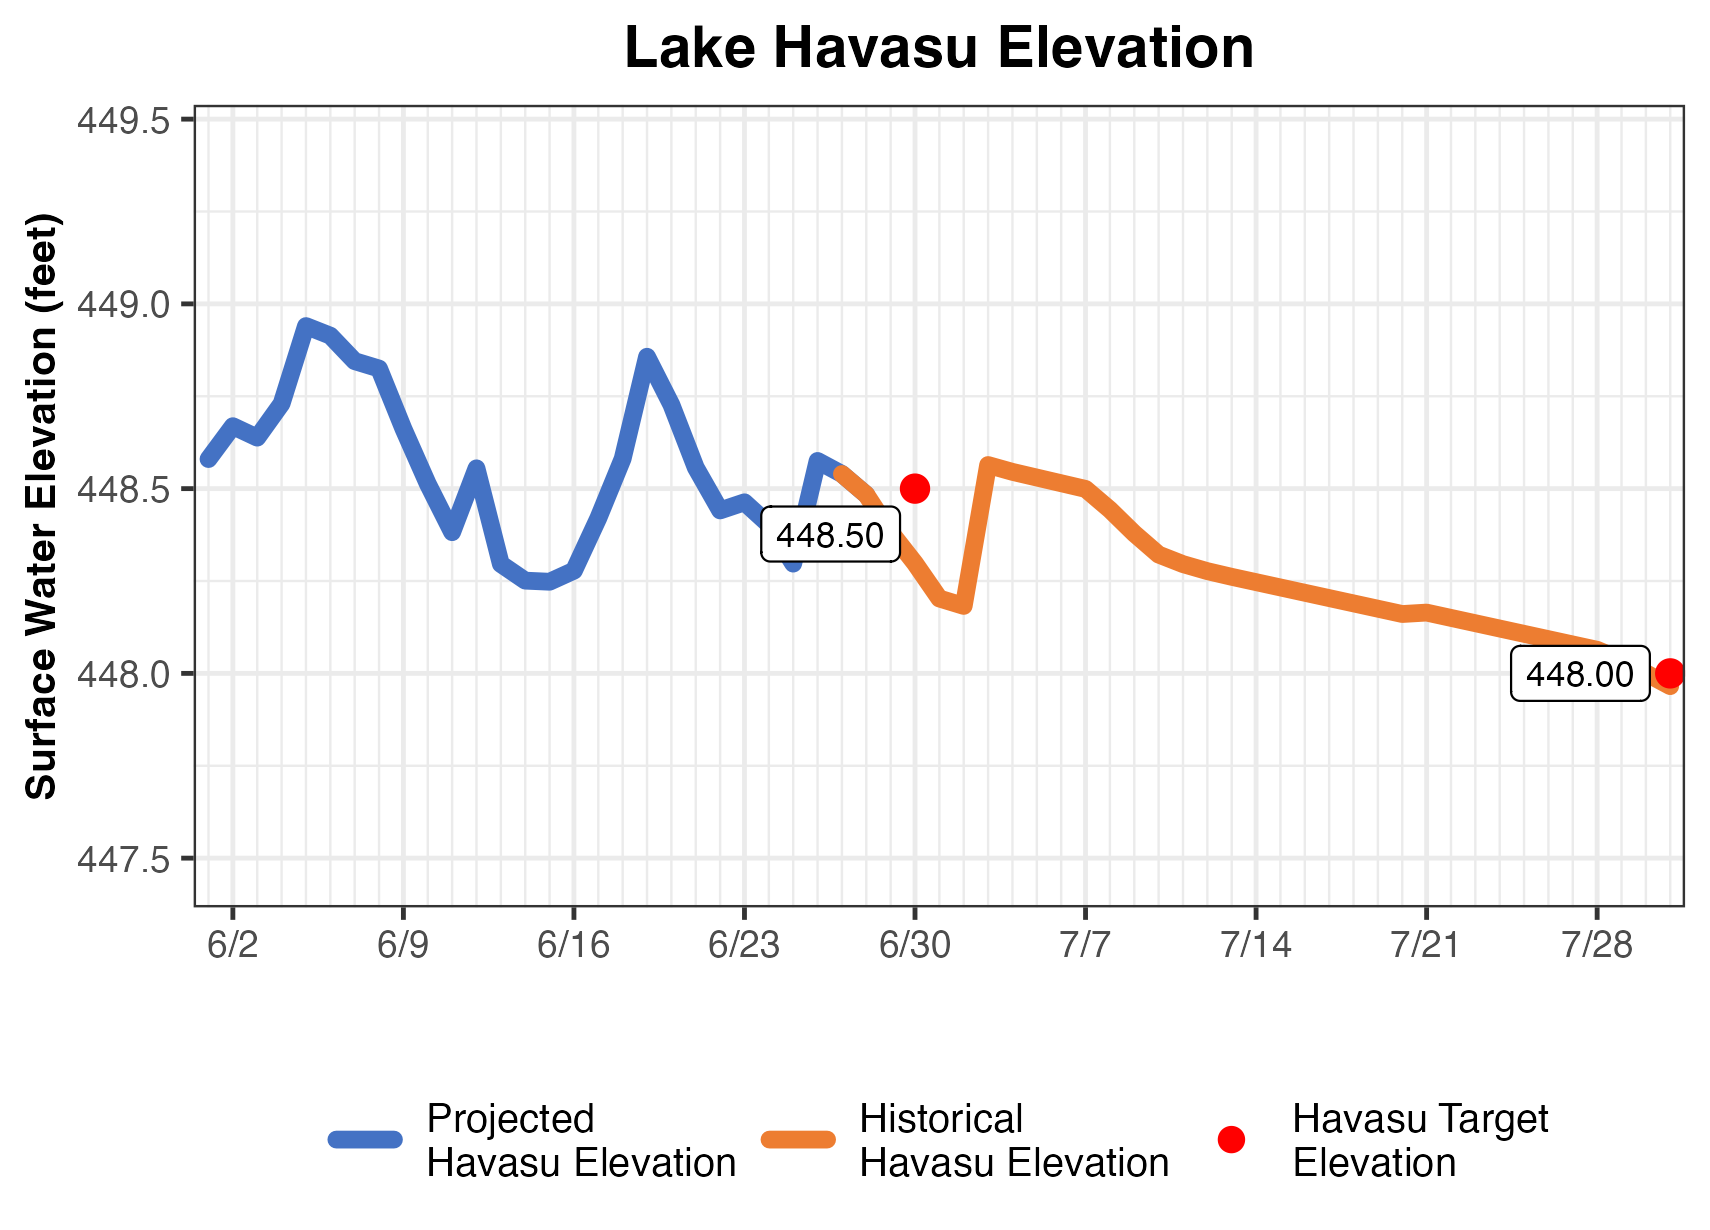 Lake Havasu Elevation
Surface Water Elevation (feet)
449.5
449.0
448.5
448.0
447.5
448.50
448.00
6/2 6/9 6/16 6/23 6/30 7/7 7/14 7/21 7/28
Projected
Havasu Elevation
Historical
Havasu Elevation
Havasu Target
Elevation